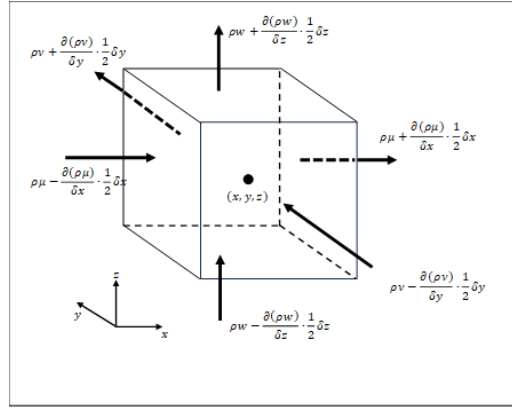 ρw + ∂(ρw)/δz · 1/2 δz
ρv + ∂(ρv)/δy · 1/2 δy
ρμ + ∂(ρμ)/δx · 1/2 δx
ρμ − ∂(ρμ)/δx · 1/2 δx
(x, y, z)
ρv − ∂(ρv)/δy · 1/2 δy
ρw − ∂(ρw)/δz · 1/2 δz
z
y
x